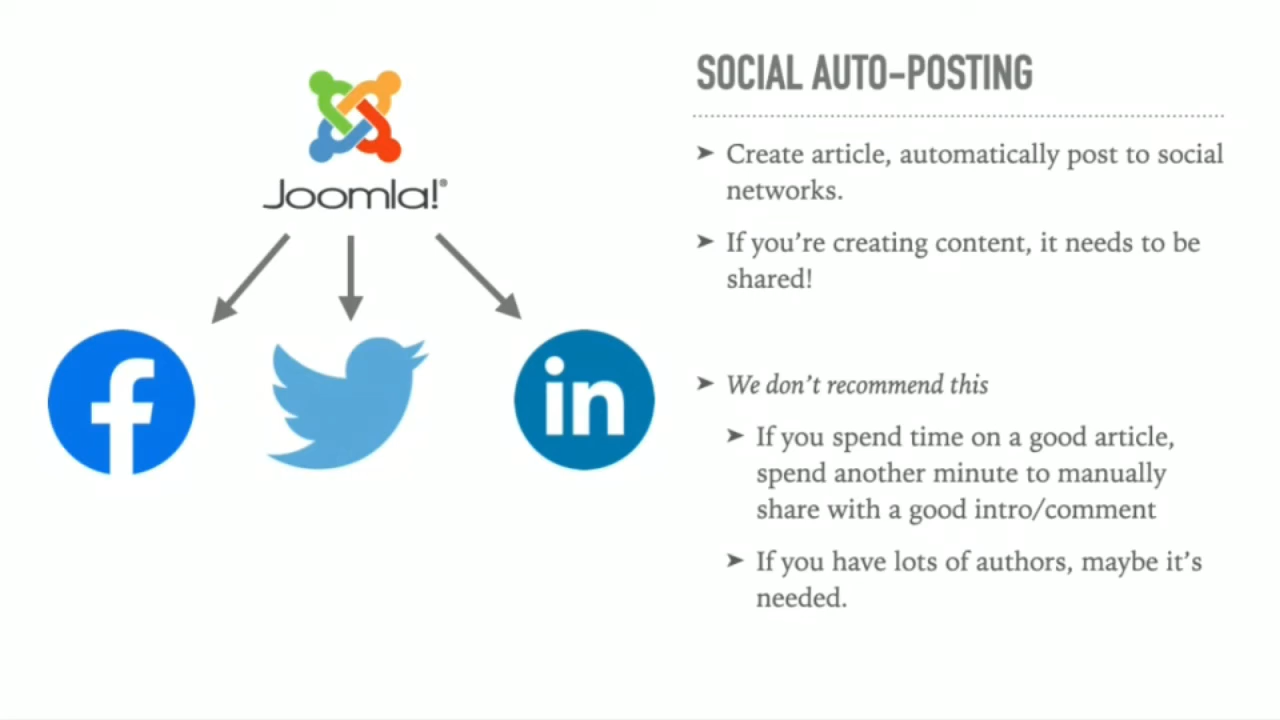 Joomla!®
f
in
SOCIAL AUTO-POSTING
➤ Create article, automatically post to social
networks.
➤ If you're creating content, it needs to be
shared!
➤ We don't recommend this
➤ If you spend time on a good article,
spend another minute to manually
share with a good intro/comment
➤ If you have lots of authors, maybe it's
needed.